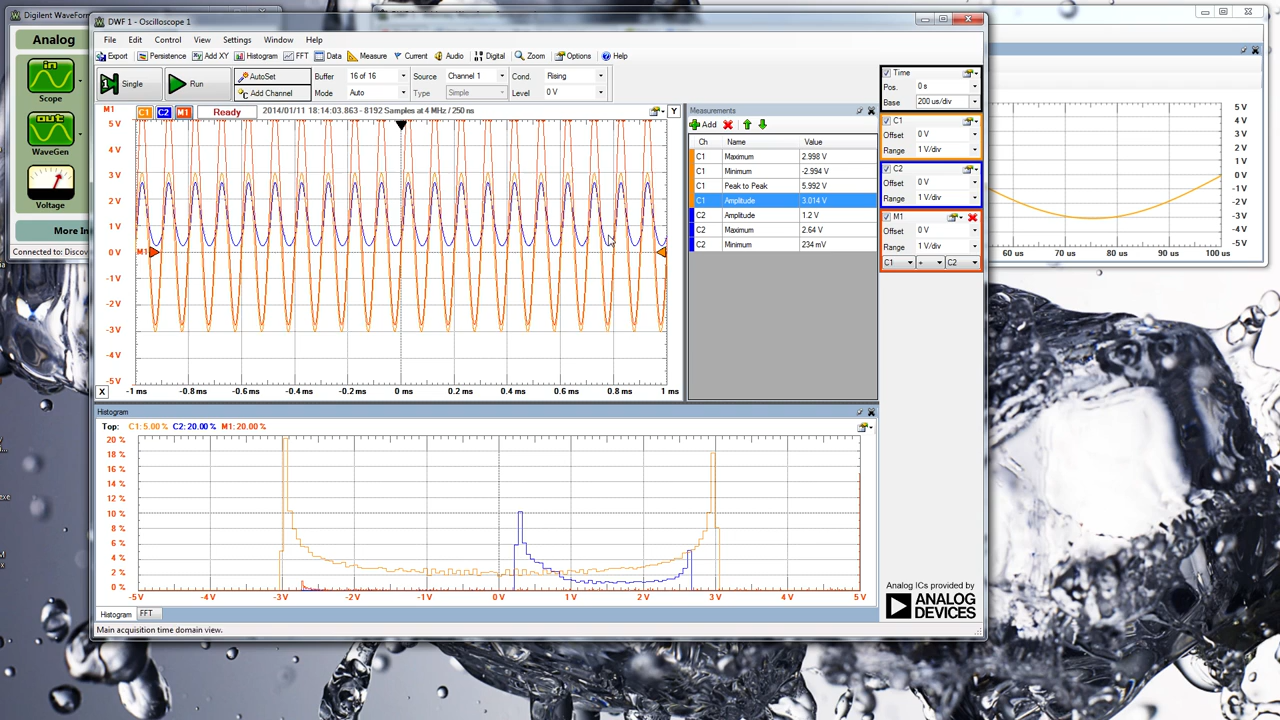 Digilent WaveForm
Analog
in
Scope
out
WaveGen
Voltage
More In
Connected to: Discov
DWF 1 - Oscilloscope 1
File Edit Control View Settings Window Help
Export Persistence Add XY Histogram FFT Data Measure Current Audio Digital Zoom Options Help
Single Run AutoSet Buffer 16 of 16 Source Channel 1 Cond. Rising
Add Channel Mode Auto Type Simple Level 0 V
M1 C1 C2 M1 Ready 2014/01/11 18:14:03.863 - 8192 Samples at 4 MHz / 250 ns Y
5 V
4 V
3 V
2 V
1 V
M1 0 V
-1 V
-2 V
-3 V
-4 V
-5 V
X -1 ms -0.8 ms -0.6 ms -0.4 ms -0.2 ms 0 ms 0.2 ms 0.4 ms 0.6 ms 0.8 ms 1 ms
Measurements
Add
Ch Name Value
C1 Maximum 2.998 V
C1 Minimum -2.994 V
C1 Peak to Peak 5.992 V
C1 Amplitude 3.014 V
C2 Amplitude 1.2 V
C2 Maximum 2.64 V
C2 Minimum 234 mV
Time
Pos. 0 s
Base 200 us/div
C1
Offset 0 V
Range 1 V/div
C2
Offset 0 V
Range 1 V/div
M1
Offset 0 V
Range 1 V/div
C1 + C2
5 V
4 V
3 V
2 V
1 V
0 V
-1 V
-2 V
-3 V
-4 V
-5 V
60 us 70 us 80 us 90 us 100 us
Histogram
Top: C1: 5.00 % C2: 20.00 % M1: 20.00 %
20 %
18 %
16 %
14 %
12 %
10 %
8 %
6 %
4 %
2 %
0 %
-5 V -4 V -3 V -2 V -1 V 0 V 1 V 2 V 3 V 4 V 5 V
Histogram FFT
Main acquisition time domain view.
Analog ICs provided by
ANALOG
DEVICES